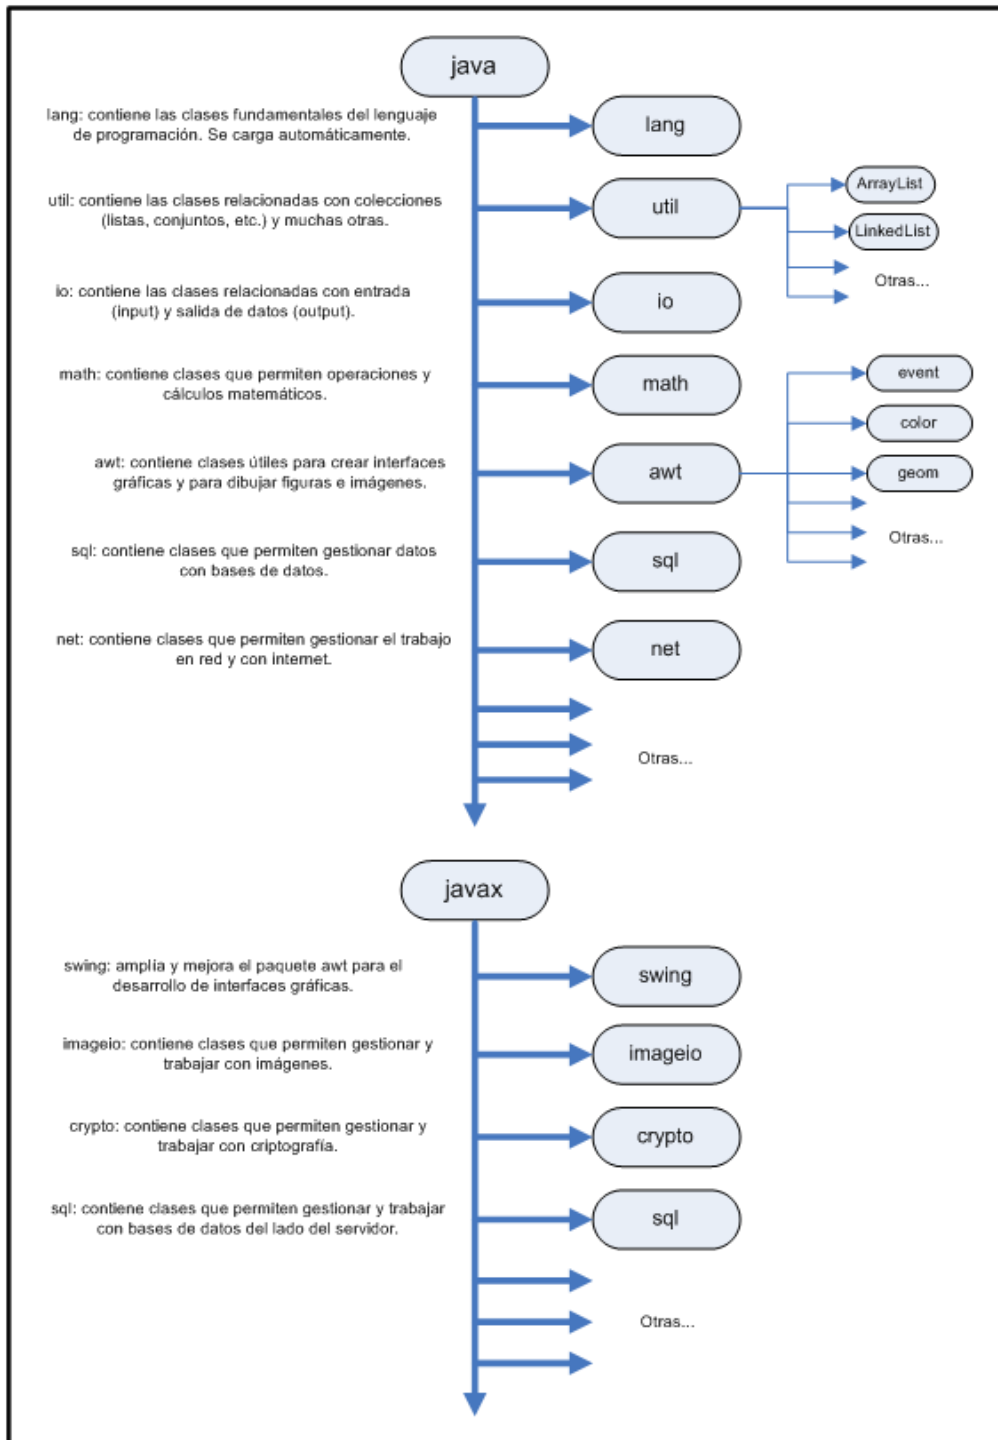 java
lang: contiene las clases fundamentales del lenguaje
de programación. Se carga automáticamente.
lang
util: contiene las clases relacionadas con colecciones
(listas, conjuntos, etc.) y muchas otras.
util
ArrayList
LinkedList
Otras...
io: contiene las clases relacionadas con entrada
(input) y salida de datos (output).
io
math: contiene clases que permiten operaciones y
cálculos matemáticos.
math
awt: contiene clases útiles para crear interfaces
gráficas y para dibujar figuras e imágenes.
awt
event
color
geom
Otras...
sql: contiene clases que permiten gestionar datos
con bases de datos.
sql
net: contiene clases que permiten gestionar el trabajo
en red y con internet.
net
Otras...
javax
swing: amplía y mejora el paquete awt para el
desarrollo de interfaces gráficas.
swing
imageio: contiene clases que permiten gestionar y
trabajar con imágenes.
imageio
crypto: contiene clases que permiten gestionar y
trabajar con criptografía.
crypto
sql: contiene clases que permiten gestionar y trabajar
con bases de datos del lado del servidor.
sql
Otras...